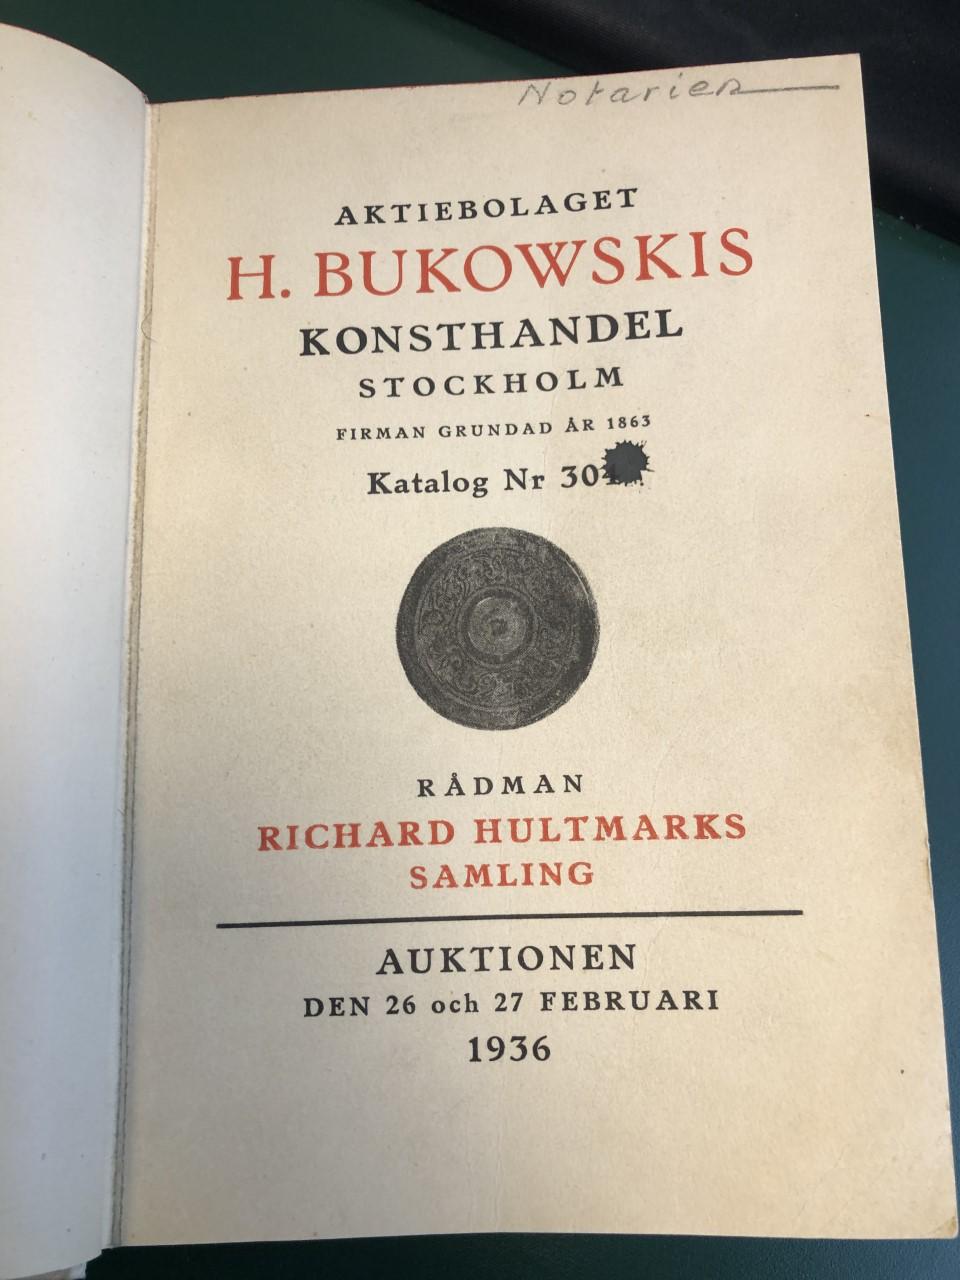 Notarien
AKTIEBOLAGET
H. BUKOWSKIS
KONSTHANDEL
STOCKHOLM
FIRMAN GRUNDAD ÅR 1863
Katalog Nr
RÅDMAN
RICHARD HULTMARKS
SAMLING
AUKTIONEN
DEN 26 och 27 FEBRUARI
1936